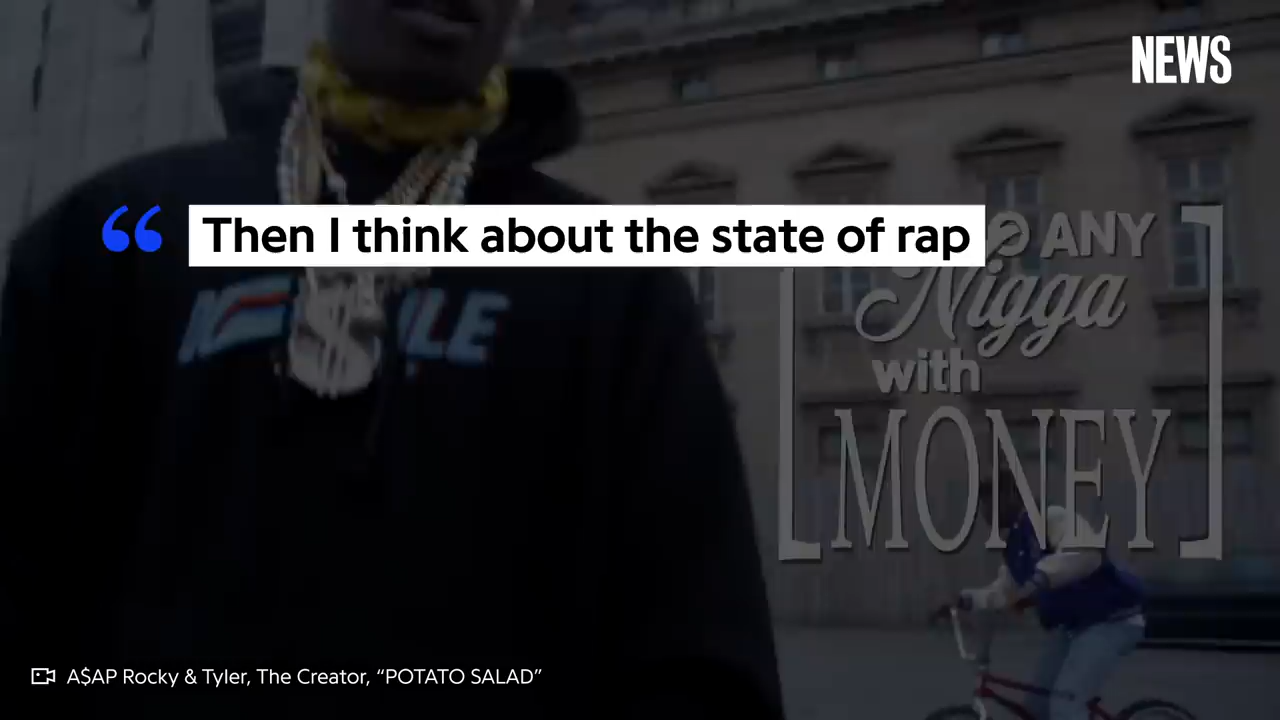 NEWS
“ Then I think about the state of rap
ANY
Nigga
with
MONEY
A$AP Rocky & Tyler, The Creator, “POTATO SALAD”